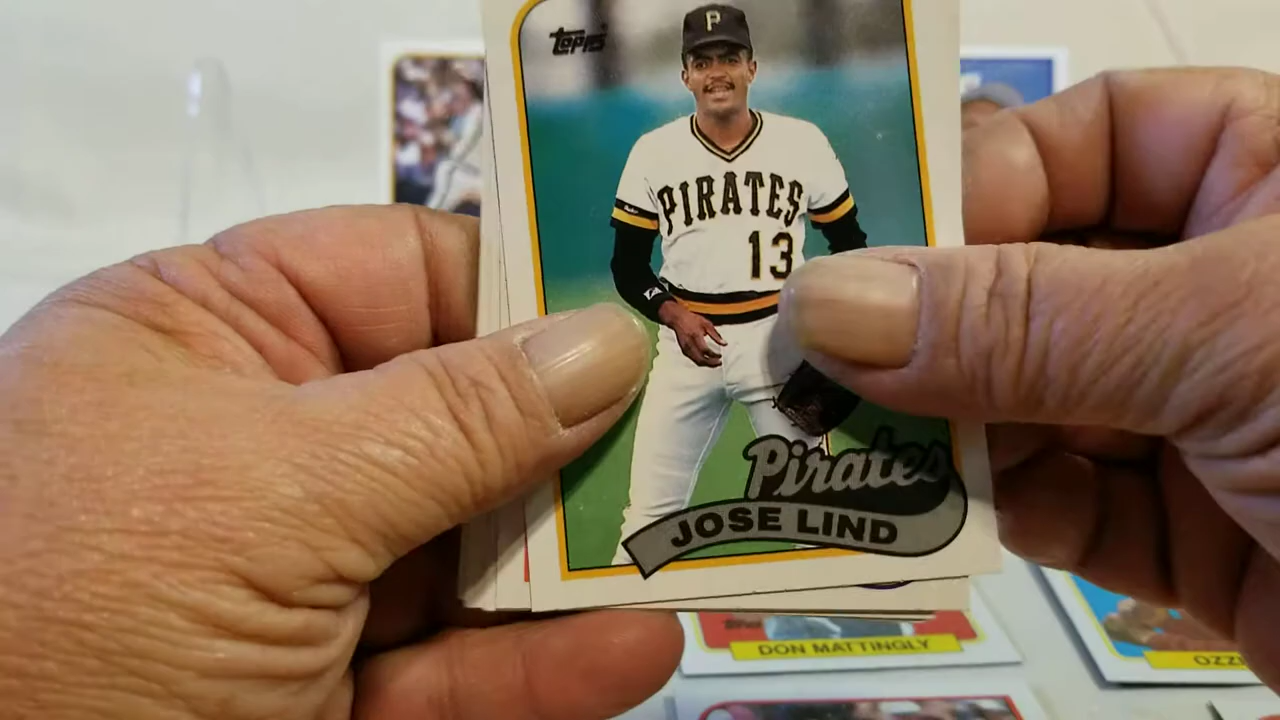 TOPPS
P
PIRATES
13
Pirates
JOSE LIND
DON MATTINGLY
OZZI